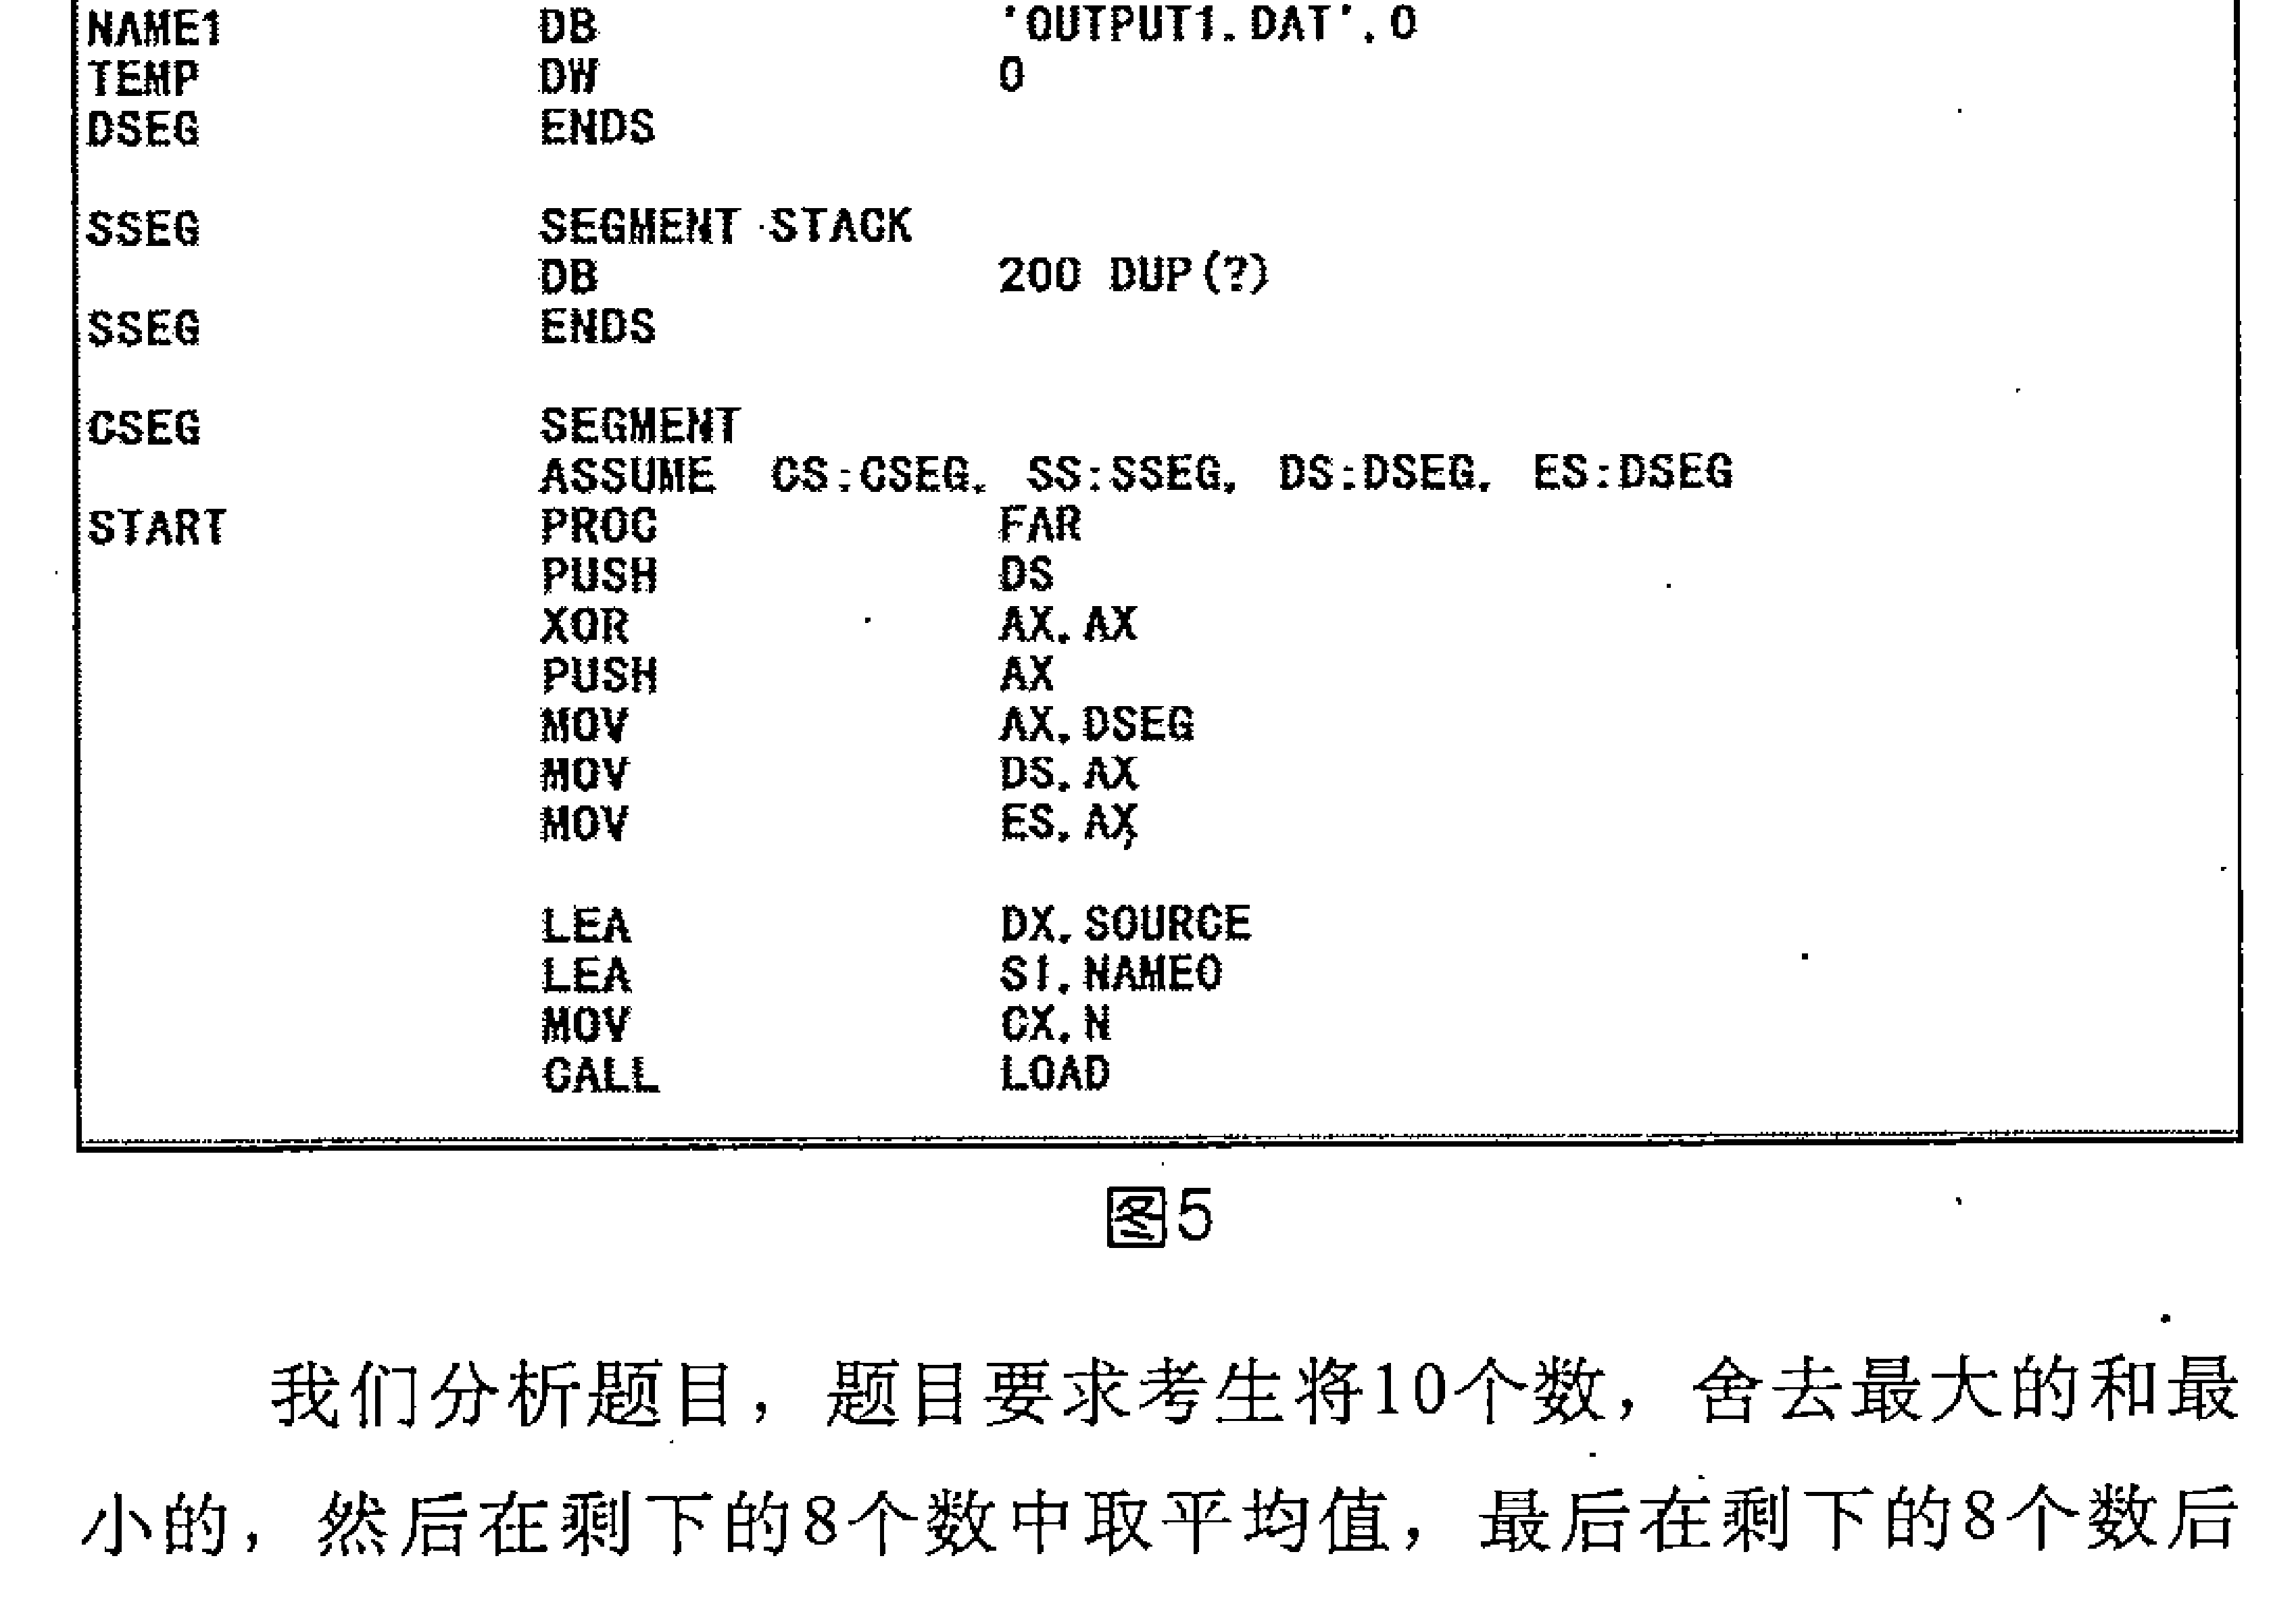 NAME1 DB 'OUTPUT1.DAT',0
TEMP DW 0
DSEG ENDS
SSEG SEGMENT STACK
DB 200 DUP(?)
SSEG ENDS
CSEG SEGMENT
ASSUME CS:CSEG, SS:SSEG, DS:DSEG, ES:DSEG
START PROC FAR
PUSH DS
XOR AX,AX
PUSH AX
MOV AX,DSEG
MOV DS,AX
MOV ES,AX
LEA DX,SOURCE
LEA SI,NAME0
MOV CX,N
CALL LOAD
图5
我们分析题目，题目要求考生将10个数，舍去最大的和最
小的，然后在剩下的8个数中取平均值，最后在剩下的8个数后